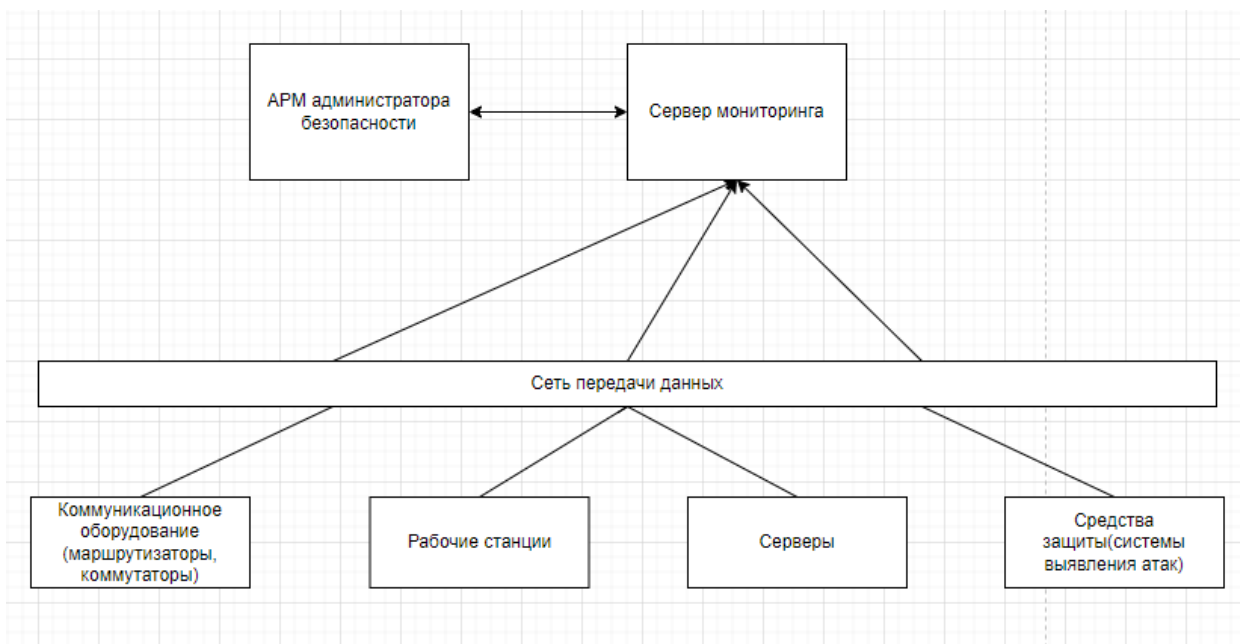 АРМ администратора
безопасности
Сервер мониторинга
Сеть передачи данных
Коммуникационное
оборудование
(маршрутизаторы,
коммутаторы)
Рабочие станции
Серверы
Средства
защиты(системы
выявления атак)